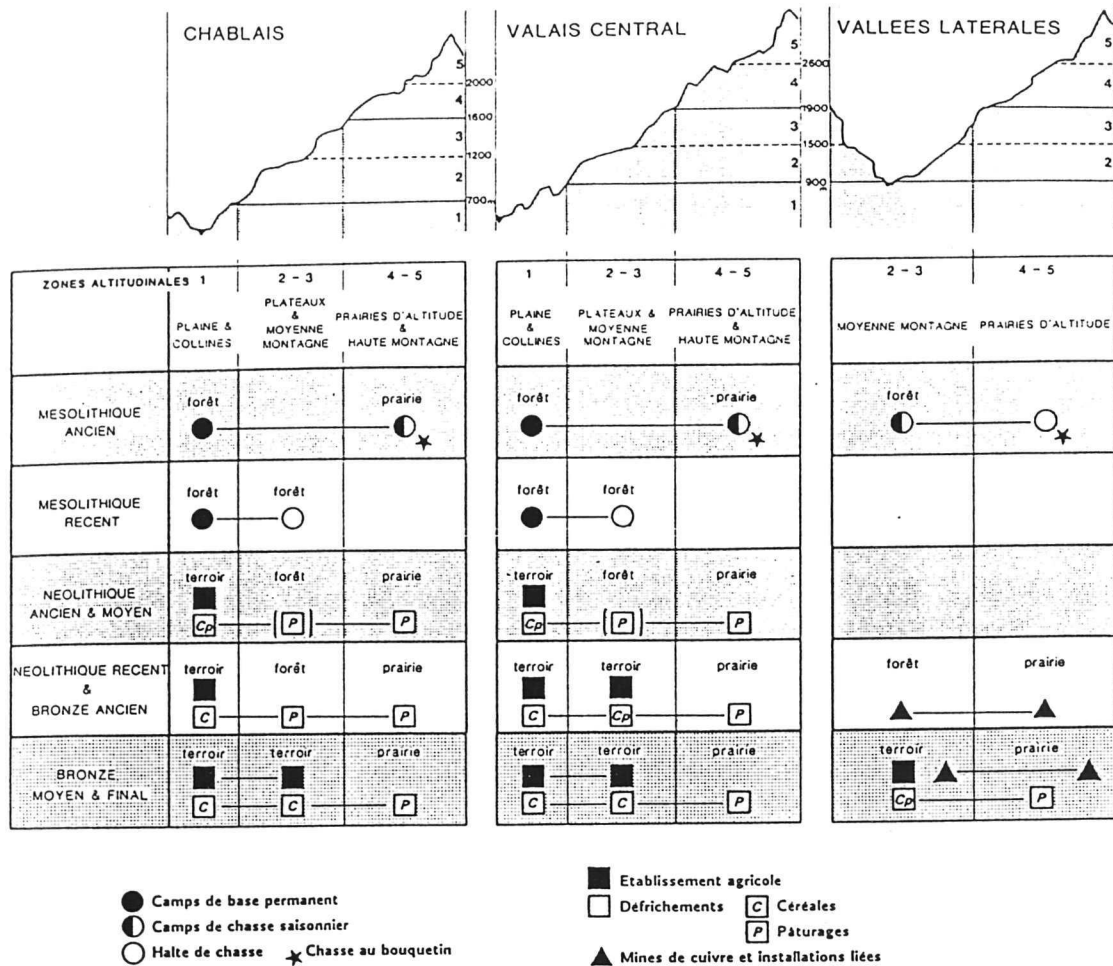 CHABLAIS
VALAIS CENTRAL
VALLEES LATERALES
5
2000
4
1600
3
1200
2
700m
1
5
2600
4
1900
3
1500
2
900
1
5
4
3
2
ZONES ALTITUDINALES
1
2 - 3
4 - 5
1
2 - 3
4 - 5
2 - 3
4 - 5
PLAINE &
COLLINES
PLATEAUX
&
MOYENNE
MONTAGNE
PRAIRIES D'ALTITUDE
&
HAUTE MONTAGNE
PLAINE
&
COLLINES
PLATEAUX &
MOYENNE
MONTAGNE
PRAIRIES D'ALTITUDE
&
HAUTE MONTAGNE
MOYENNE MONTAGNE
PRAIRIES D'ALTITUDE
MESOLITHIQUE
ANCIEN
forêt
prairie
forêt
prairie
forêt
MESOLITHIQUE
RECENT
forêt
forêt
forêt
forêt
NEOLITHIQUE
ANCIEN & MOYEN
terroir
forêt
prairie
terroir
forêt
prairie
Cp
(P)
P
Cp
(P)
P
NEOLITHIQUE RECENT
&
BRONZE ANCIEN
terroir
forêt
prairie
terroir
terroir
prairie
forêt
prairie
C
P
P
C
Cp
P
BRONZE
MOYEN & FINAL
terroir
terroir
prairie
terroir
terroir
prairie
terroir
prairie
C
C
P
C
C
P
Cp
P
Camps de base permanent
Camps de chasse saisonnier
Halte de chasse
Chasse au bouquetin
Etablissement agricole
Défrichements
C Céréales
P Pâturages
Mines de cuivre et installations liées